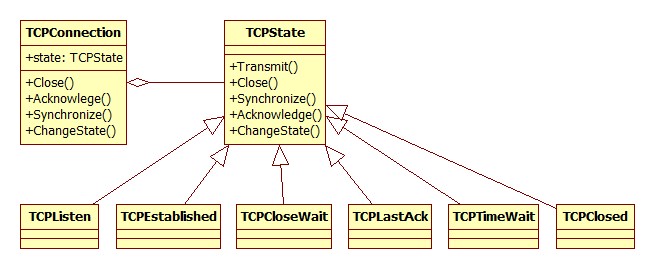 TCPConnection
+state: TCPState
+Close()
+Acknowlege()
+Synchronize()
+ChangeState()
TCPState
+Transmit()
+Close()
+Synchronize()
+Acknowledge()
+ChangeState()
TCPListen
TCPEstablished
TCPCloseWait
TCPLastAck
TCPTimeWait
TCPClosed